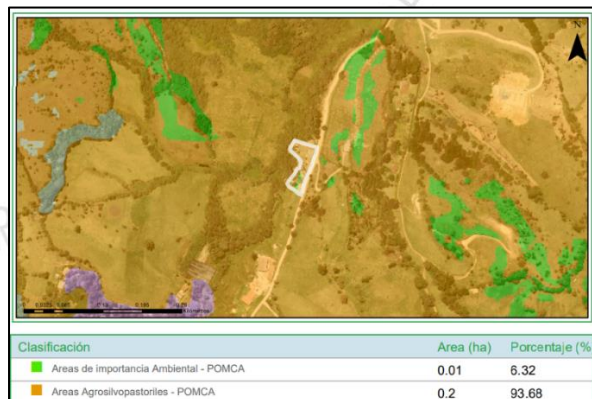 N
Clasificación Area (ha) Porcentaje (%
Areas de importancia Ambiental - POMCA 0.01 6.32
Areas Agrosilvopastoriles - POMCA 0.2 93.68